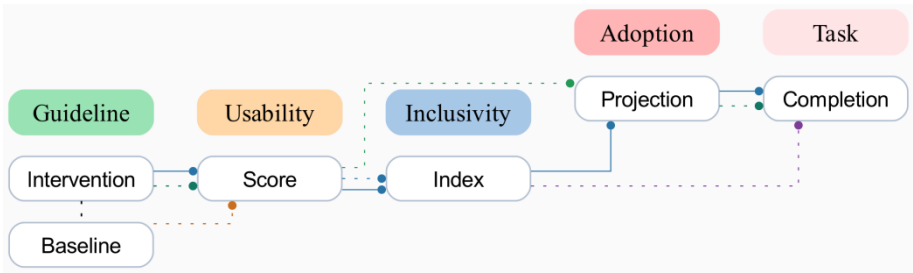 Adoption
Task
Projection
Completion
Guideline
Usability
Inclusivity
Intervention
Score
Index
Baseline